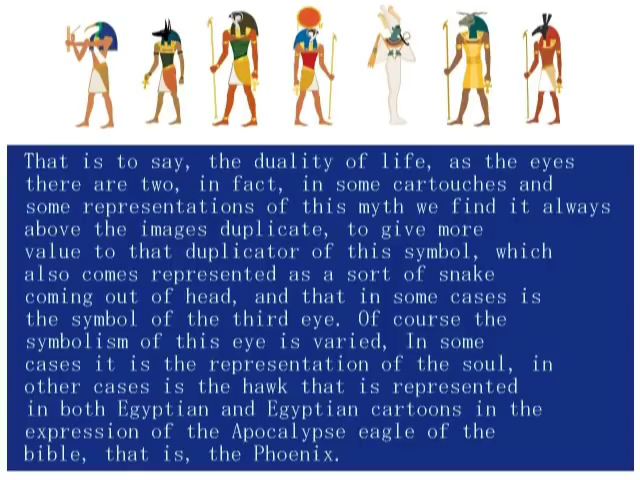 That is to say, the duality of life, as the eyes
there are two, in fact, in some cartouches and
some representations of this myth we find it always
above the images duplicate, to give more
value to that duplicator of this symbol, which
also comes represented as a sort of snake
coming out of head, and that in some cases is
the symbol of the third eye. Of course the
symbolism of this eye is varied, In some
cases it is the representation of the soul, in
other cases is the hawk that is represented
in both Egyptian and Egyptian cartoons in the
expression of the Apocalypse eagle of the
bible, that is, the Phoenix.